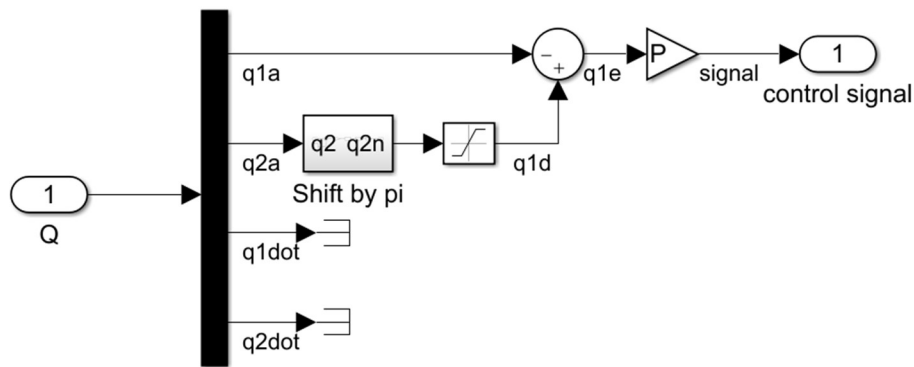 q1a
-
+
q1e
P
signal
1
control signal
q2a
q2 q2n
Shift by pi
q1d
1
Q
q1dot
q2dot